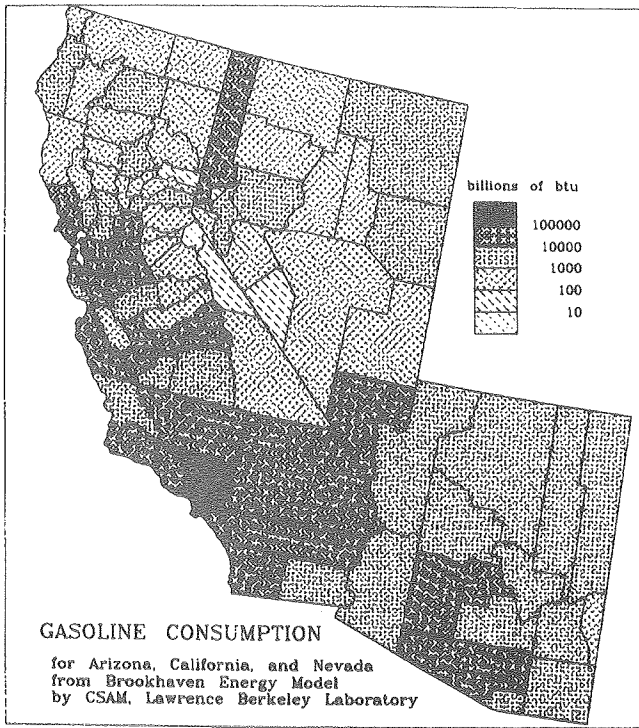 billions of btu
100000
10000
1000
100
10
GASOLINE CONSUMPTION
for Arizona, California, and Nevada
from Brookhaven Energy Model
by CSAM, Lawrence Berkeley Laboratory